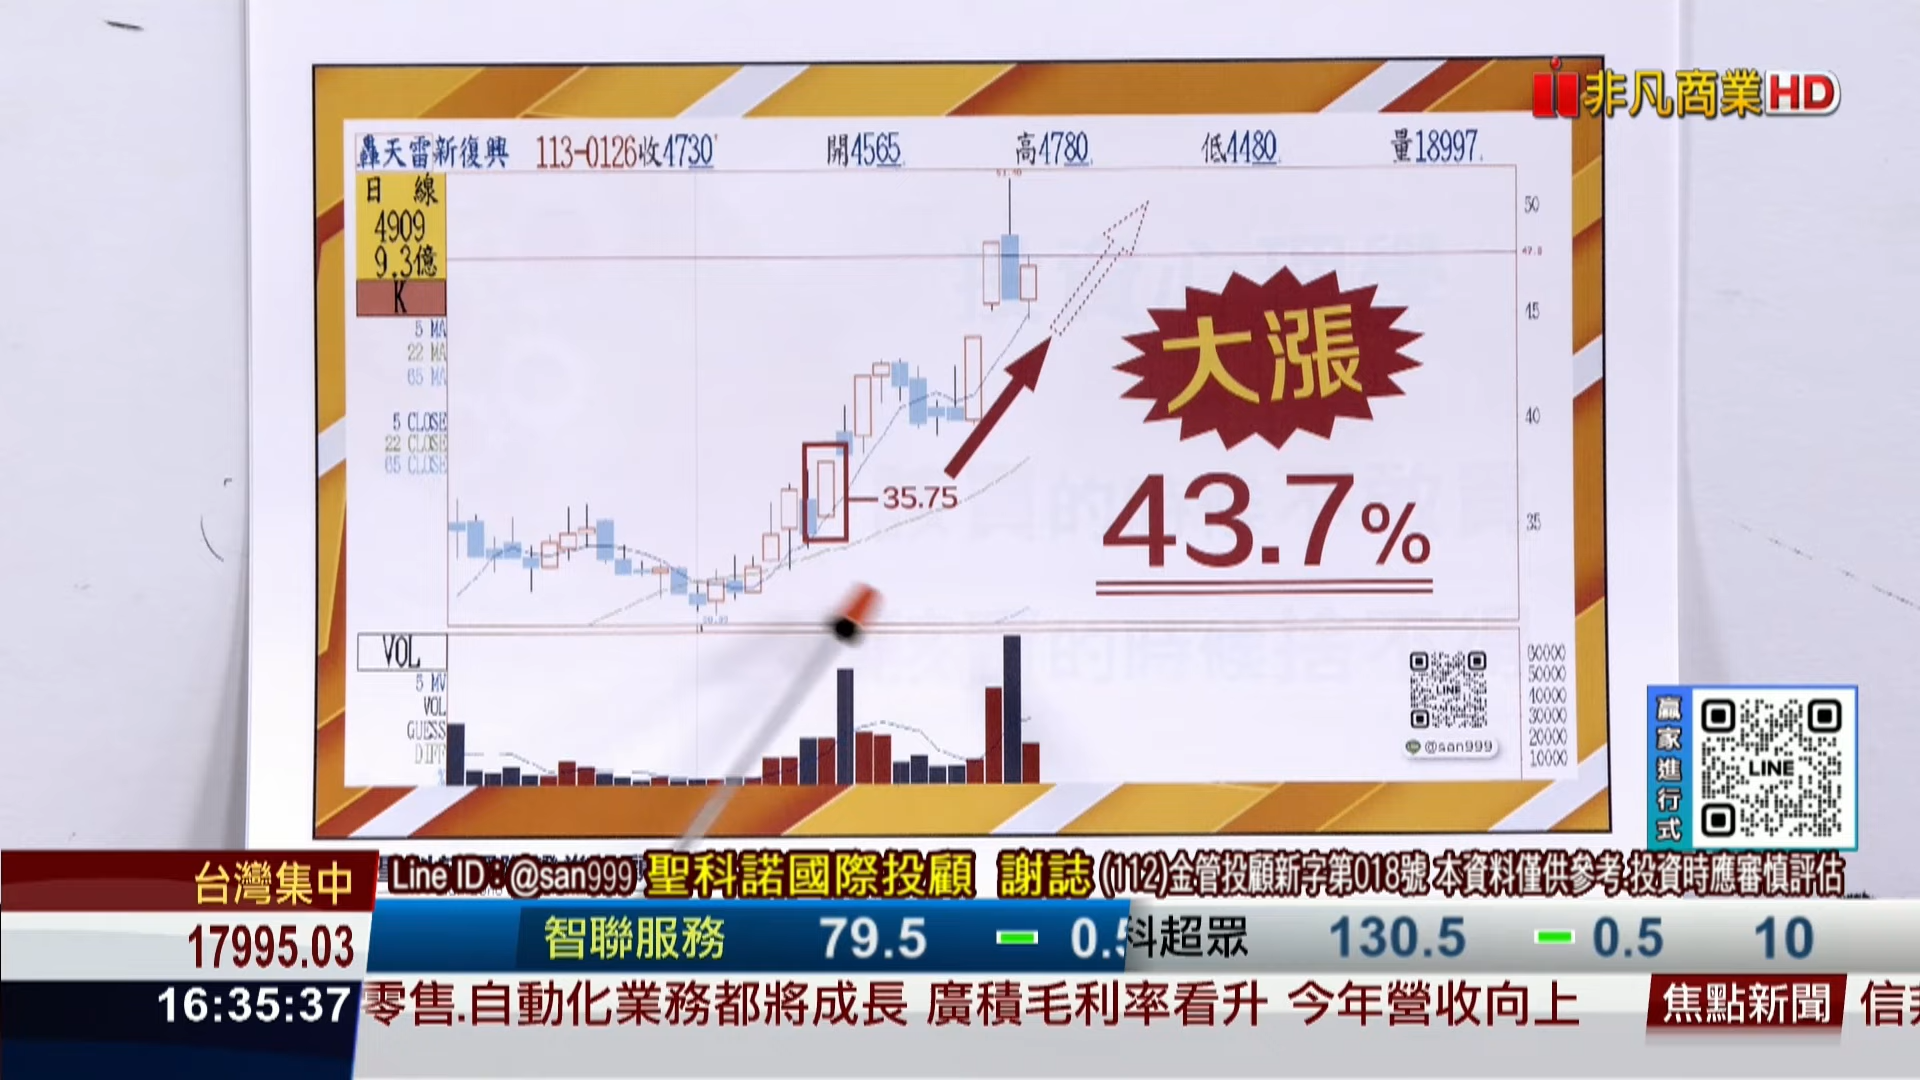 非凡商業HD
轟天雷新復興 113-0126收4730 開4565 高4780 低4480 量18997
日線
4909
9.3億
K
5 MA
22 MA
65 MA
5 CLOSE
22 CLOSE
65 CLOSE
51.40
50
47.3
45
40
35
大漲
43.7%
35.75
VOL
5 MV
VOL
GUESS
DIFF
60000
50000
40000
30000
20000
10000
LINE
@san999
贏家進行式
LINE
台灣集中
17995.03
16:35:37
Line ID : @san999 聖科諾國際投顧 謝誌 (112)金管投顧新字第018號 本資料僅供參考.投資時應審慎評估
智聯服務 79.5 0.5
科超眾 130.5 0.5 10
零售.自動化業務都將成長 廣積毛利率看升 今年營收向上 焦點新聞 信